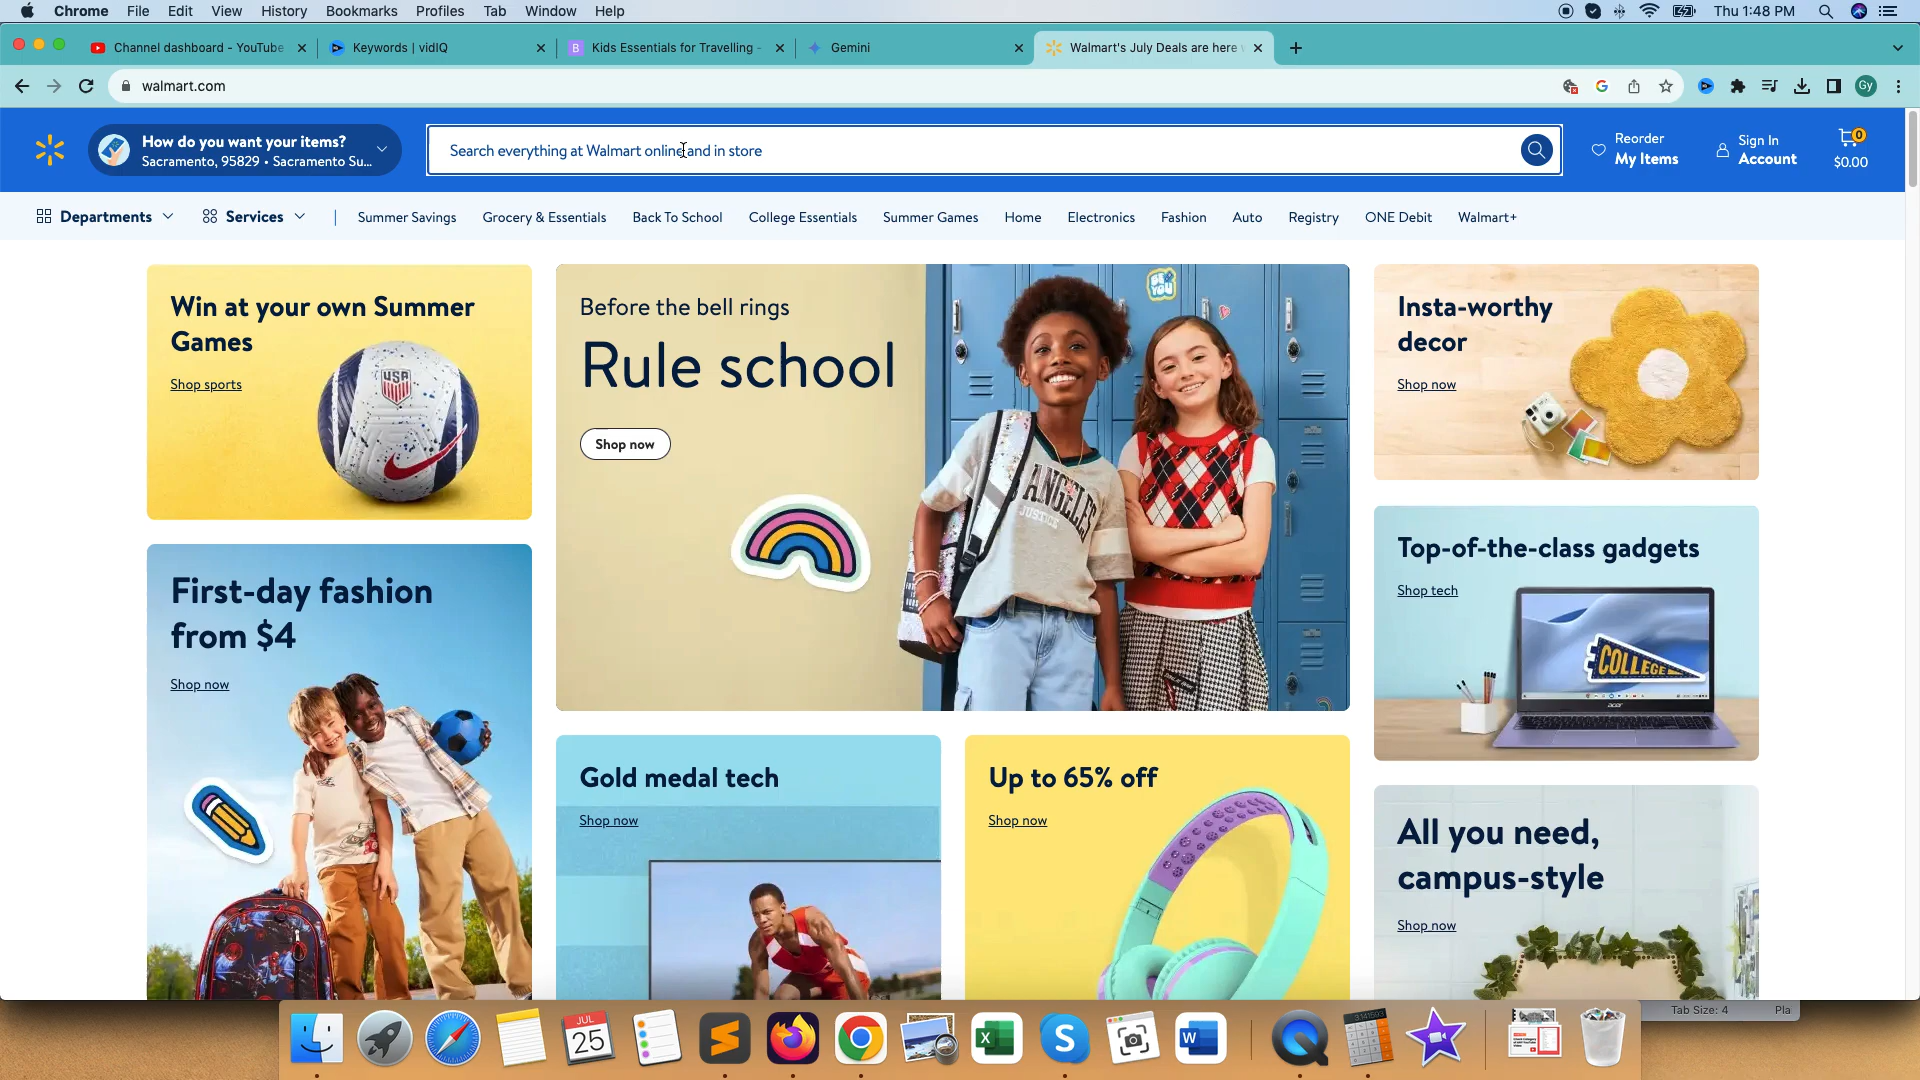 Chrome File Edit View History Bookmarks Profiles Tab Window Help Thu 1:48 PM
Channel dashboard - YouTube Keywords | vidIQ Kids Essentials for Travelling - Gemini Walmart's July Deals are here
walmart.com Gy
How do you want your items?
Sacramento, 95829 • Sacramento Su...
Search everything at Walmart online and in store
Reorder
My Items
Sign In
Account
0
$0.00
Departments Services | Summer Savings Grocery & Essentials Back To School College Essentials Summer Games Home Electronics Fashion Auto Registry ONE Debit Walmart+
Win at your own Summer
Games
Shop sports
USA
Before the bell rings
Rule school
Shop now
BE
YOU
ANGELES
JUSTICE
Insta-worthy
decor
Shop now
First-day fashion
from $4
Shop now
Top-of-the-class gadgets
Shop tech
COLLEGE
acer
Gold medal tech
Shop now
Up to 65% off
Shop now
All you need,
campus-style
Shop now
Tab Size: 4 Pla
JUL
25